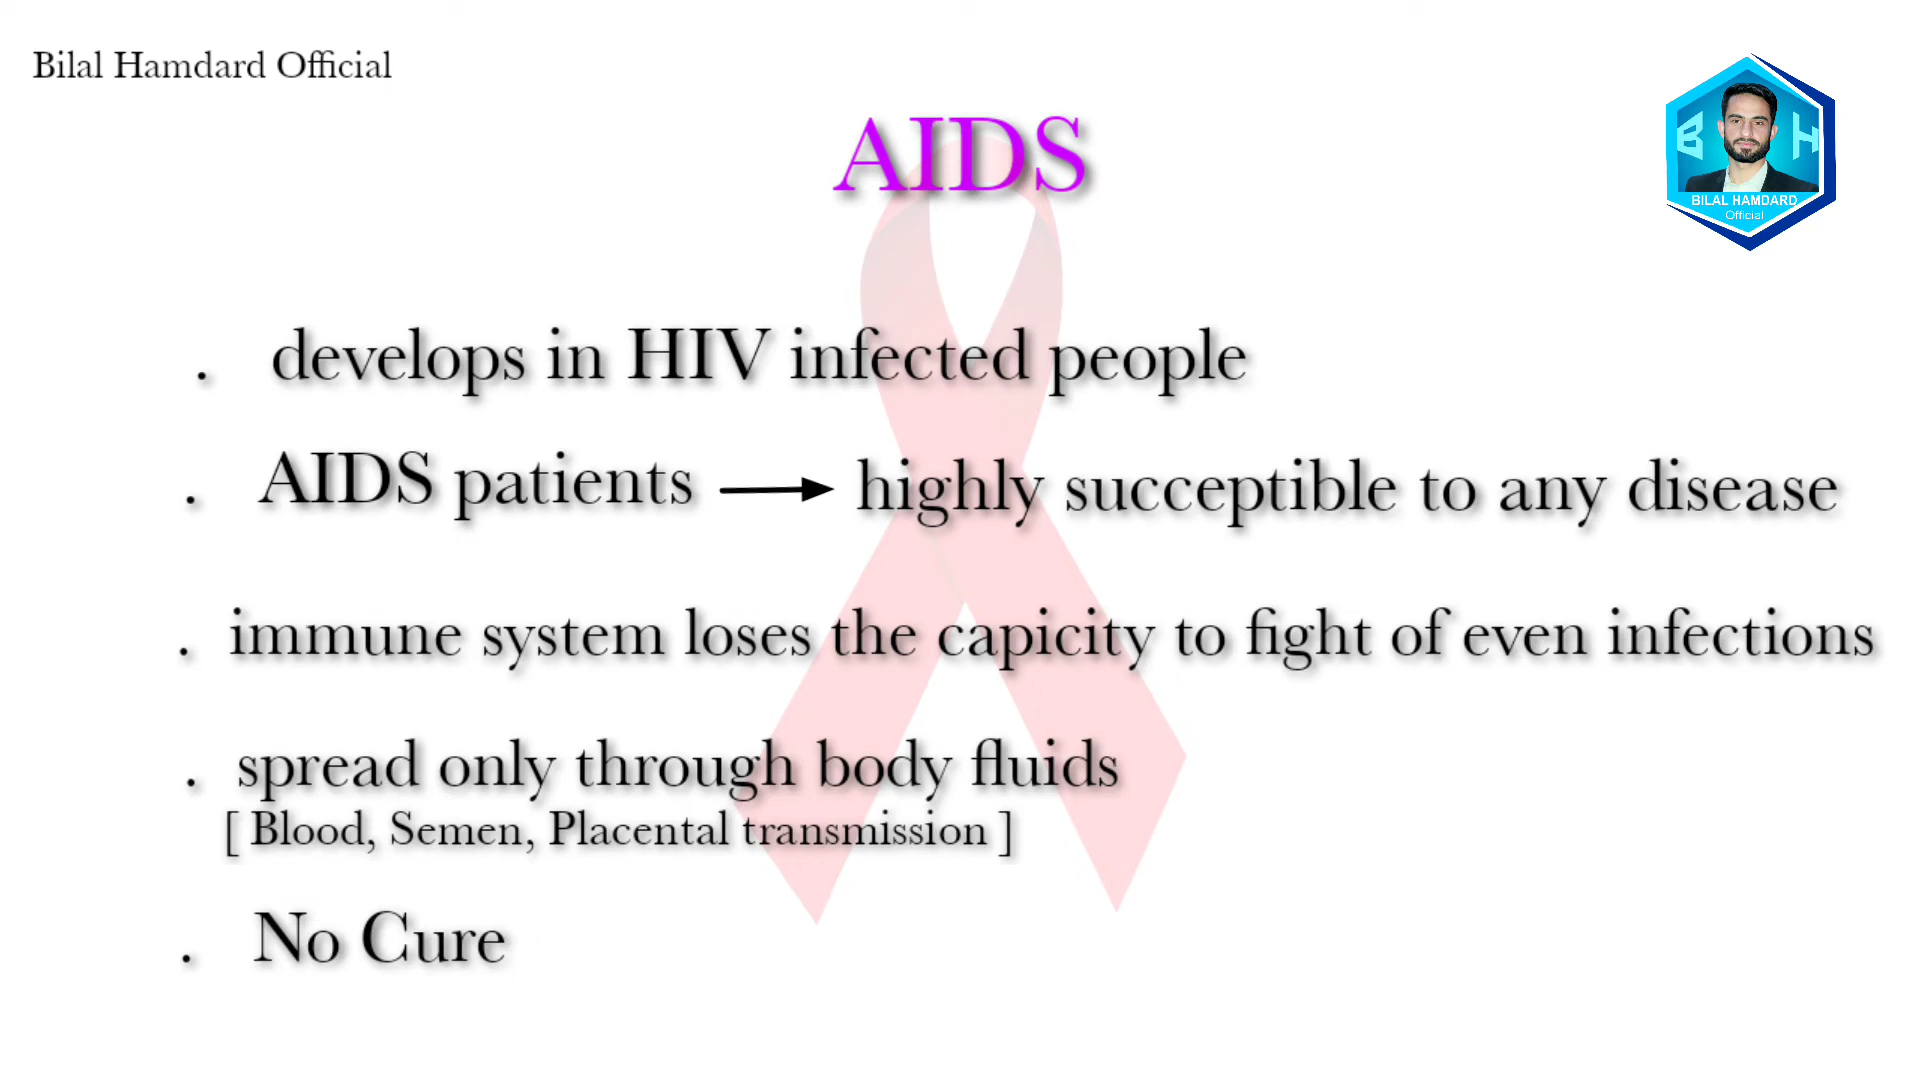 Bilal Hamdard Official
AIDS
B H
BILAL HAMDARD
Official
. develops in HIV infected people
. AIDS patients → highly succeptible to any disease
. immune system loses the capicity to fight of even infections
. spread only through body fluids
[ Blood, Semen, Placental transmission ]
. No Cure